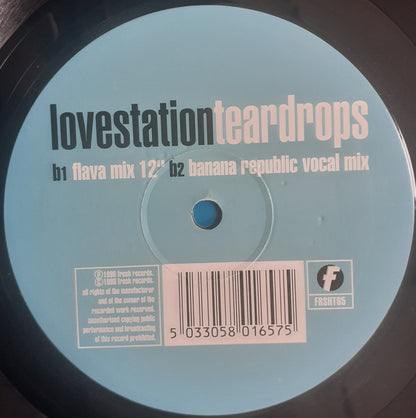 lovestationteardrops
b1 flava mix 12" b2 banana republic vocal mix
℗1998 fresh records.
©1998 fresh records.
all rights of the manufacturer
and of the owner of the
recorded work reserved.
unauthorised copying public
performance and broadcasting
of this record prohibited.
5 033058 016575
f
FRSHT65